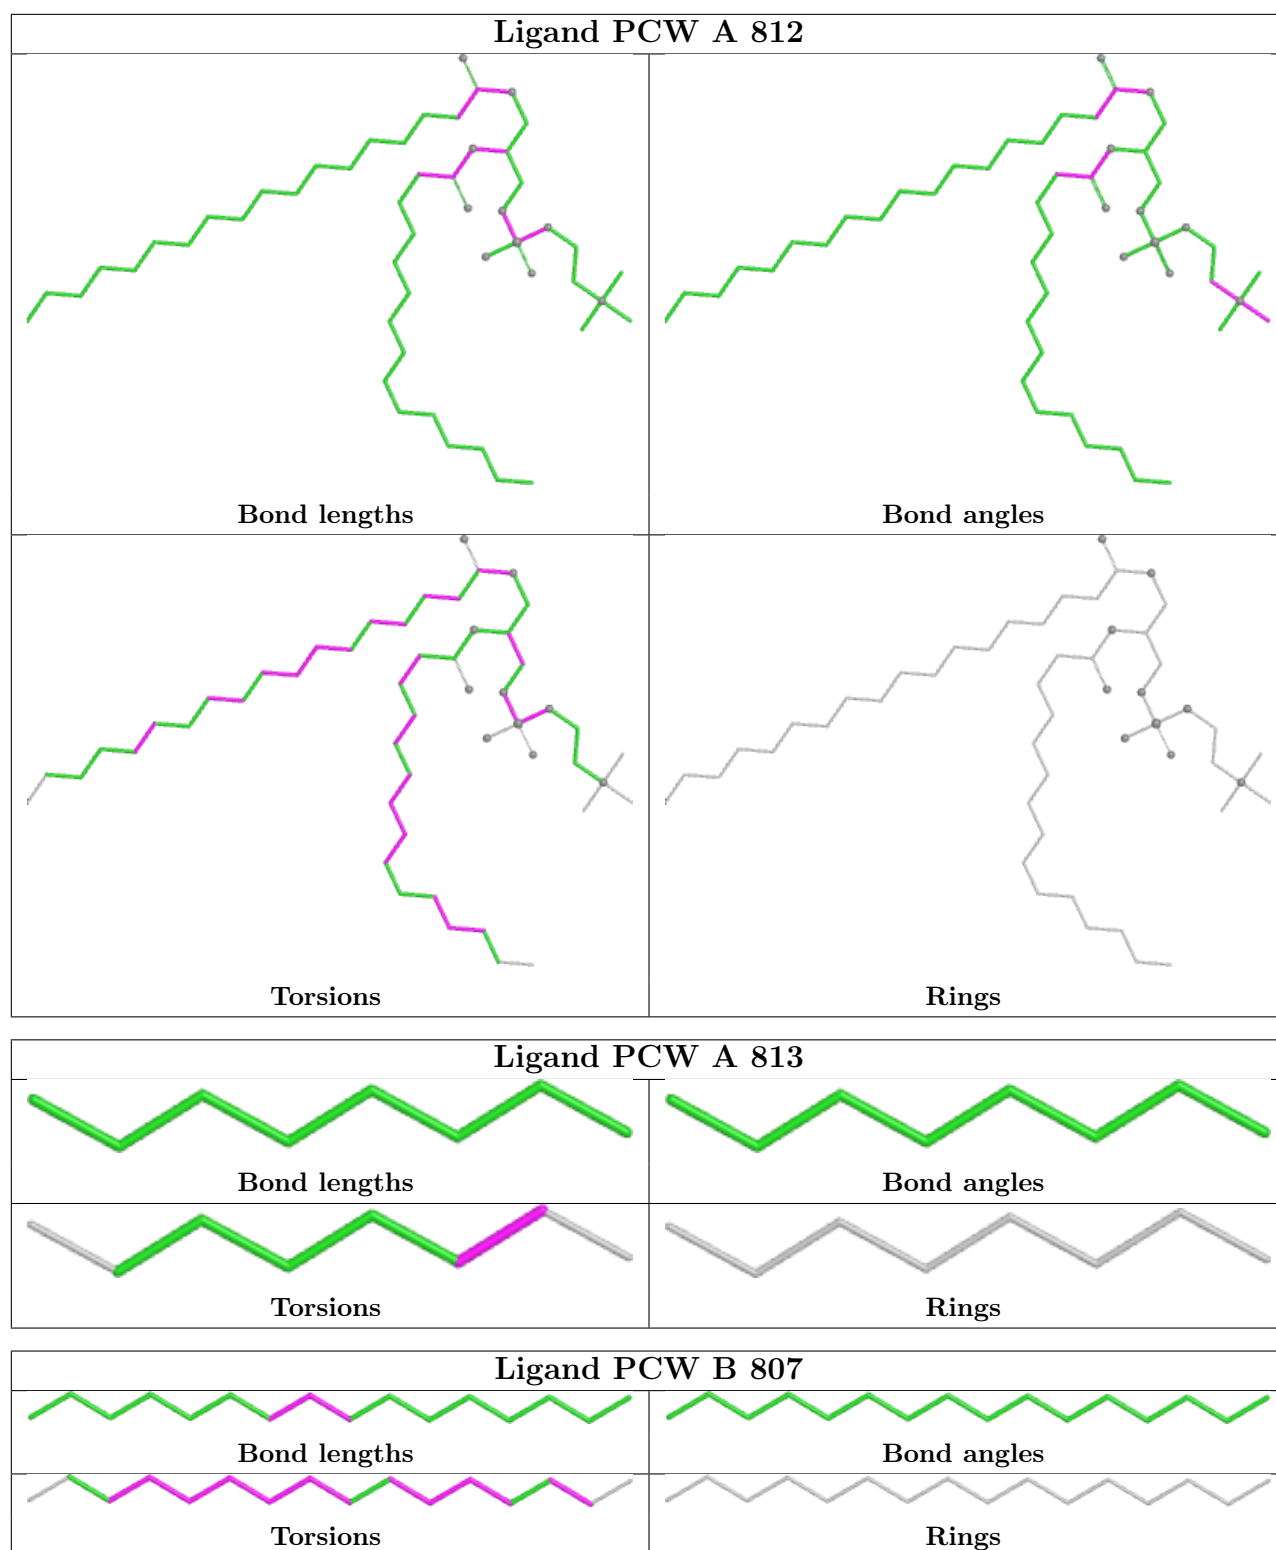 Ligand PCW A 812
Bond lengths
Bond angles
Torsions
Rings
Ligand PCW A 813
Bond lengths
Bond angles
Torsions
Rings
Ligand PCW B 807
Bond lengths
Bond angles
Torsions
Rings